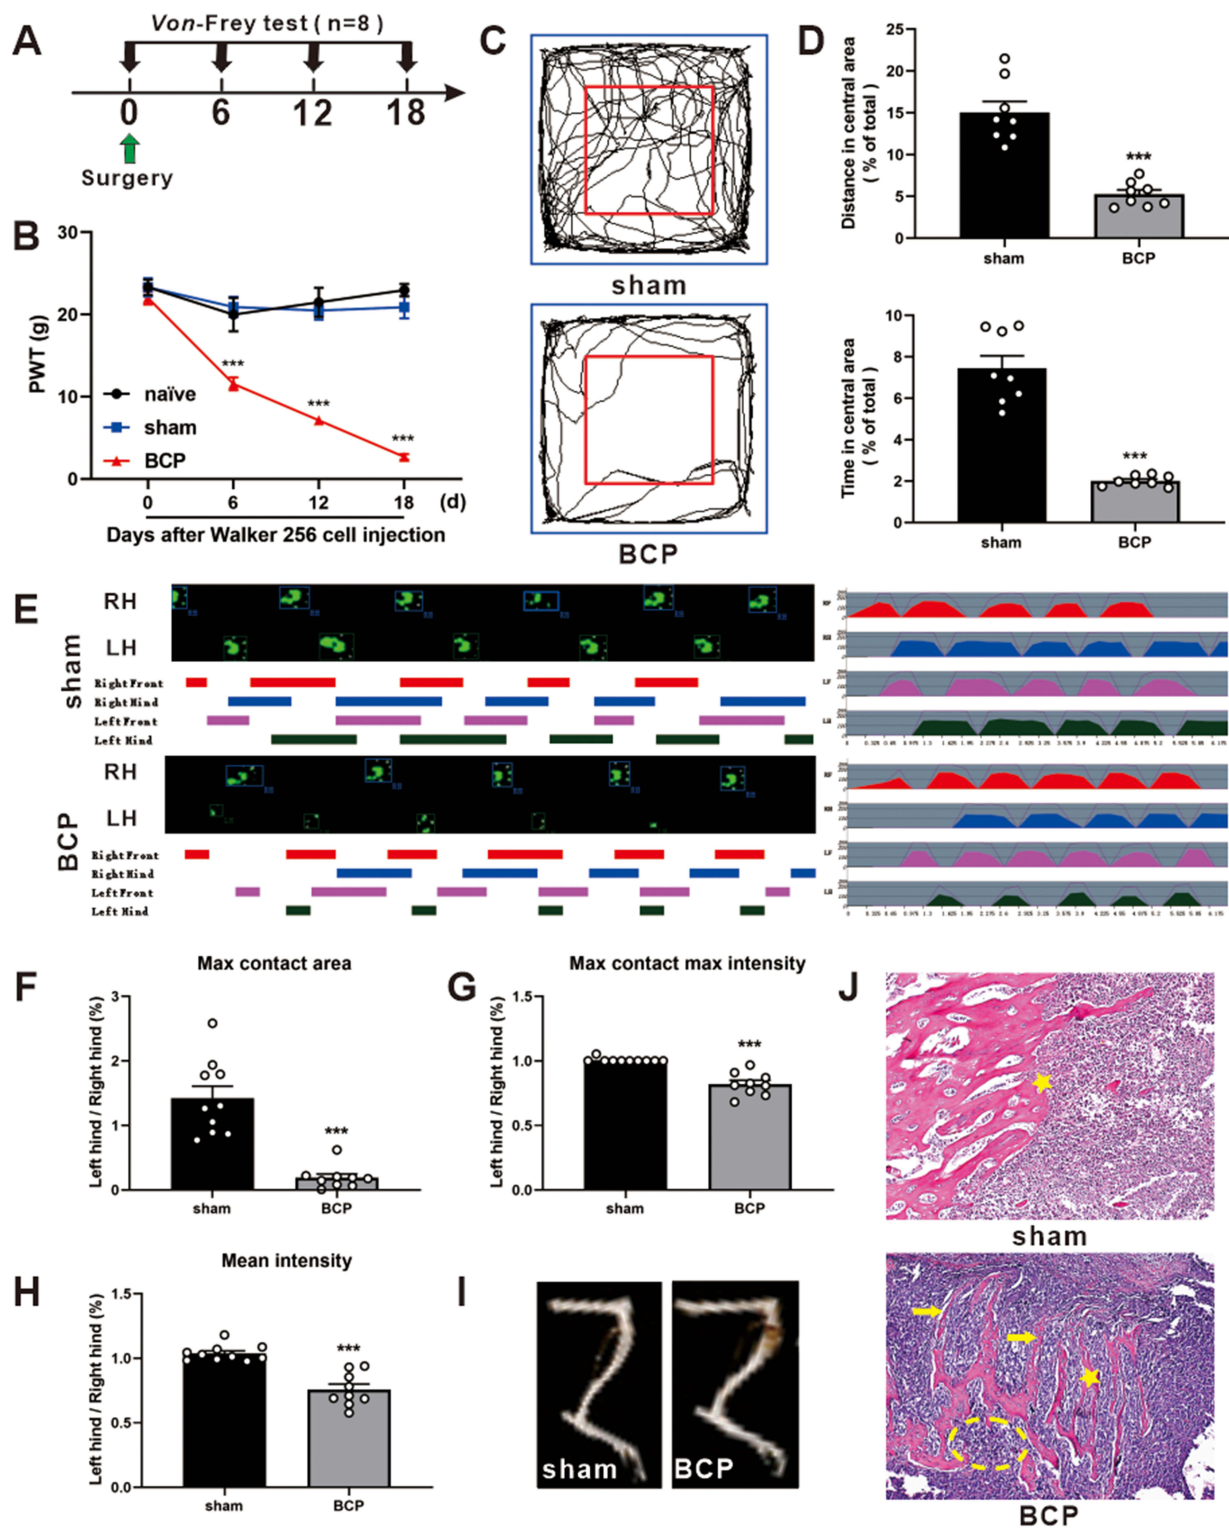 A
Von-Frey test ( n=8 )
0 6 12 18
Surgery
B
30
20
10
0
PWT (g)
naïve
sham
BCP
***
***
***
0 6 12 18 (d)
Days after Walker 256 cell injection
C
sham
BCP
D
25
20
15
10
5
0
Distance in central area
( % of total )
***
sham BCP
10
8
6
4
2
0
Time in central area
( % of total )
***
sham BCP
E
sham
RH
LH
Right Front
Right Hind
Left Front
Left Hind
BCP
RH
LH
Right Front
Right Hind
Left Front
Left Hind
F
Max contact area
3
2
1
0
Left hind / Right hind (%)
***
sham BCP
G
Max contact max intensity
1.5
1.0
0.5
0.0
Left hind / Right hind (%)
***
sham BCP
H
Mean intensity
1.5
1.0
0.5
0.0
Left hind / Right hind (%)
***
sham BCP
I
sham
BCP
J
sham
BCP